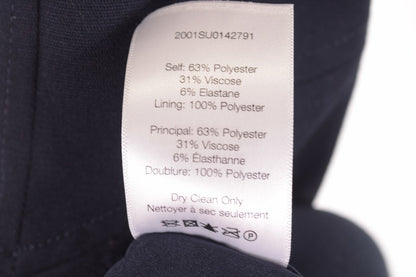 2001SU0142791
Self: 63% Polyester
31% Viscose
6% Elastane
Lining: 100% Polyester
Principal: 63% Polyester
31% Viscose
6% Élasthanne
Doublure: 100% Polyester
Dry Clean Only
Nettoyer à sec seulement